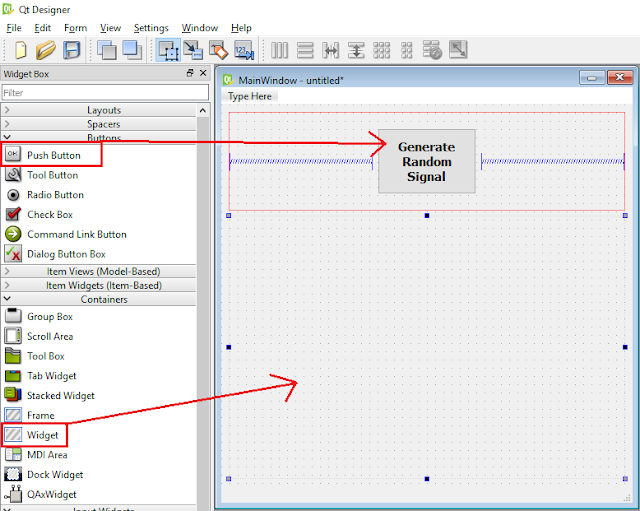 Qt Designer
File Edit Form View Settings Window Help
Widget Box
Filter
Layouts
Spacers
Buttons
OK Push Button
Tool Button
Radio Button
Check Box
Command Link Button
Dialog Button Box
Item Views (Model-Based)
Item Widgets (Item-Based)
Containers
Group Box
Scroll Area
Tool Box
Tab Widget
Stacked Widget
Frame
Widget
MDI Area
Dock Widget
QAxWidget
Input Widgets
MainWindow - untitled*
Type Here
Generate
Random
Signal